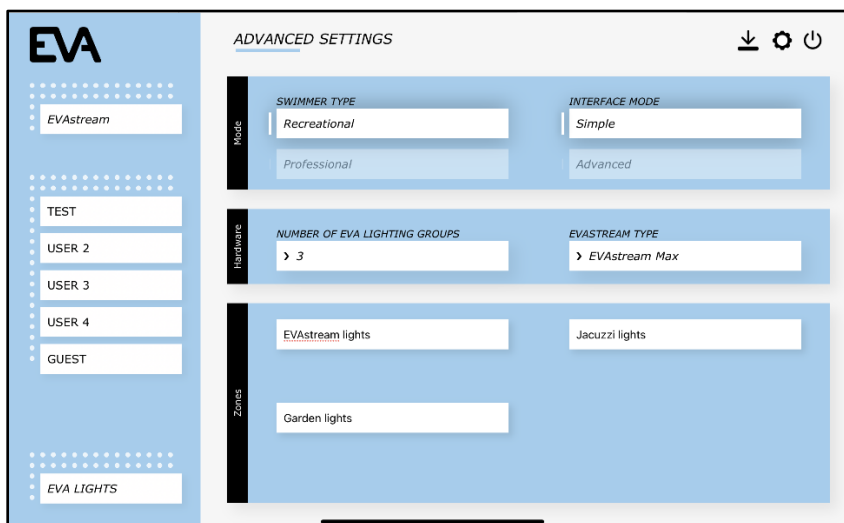 EVA
ADVANCED SETTINGS
EVAstream
TEST
USER 2
USER 3
USER 4
GUEST
EVA LIGHTS
Mode
SWIMMER TYPE
Recreational
Professional
INTERFACE MODE
Simple
Advanced
Hardware
NUMBER OF EVA LIGHTING GROUPS
› 3
EVASTREAM TYPE
› EVAstream Max
Zones
EVAstream lights
Jacuzzi lights
Garden lights